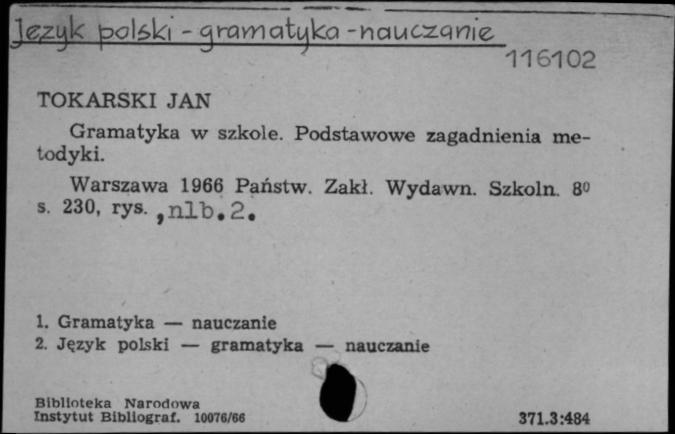 Język polski - gramatyka - nauczanie
116102
TOKARSKI JAN
Gramatyka w szkole. Podstawowe zagadnienia me-
todyki.
Warszawa 1966 Państw. Zakł. Wydawn. Szkoln. 8⁰
s. 230, rys. ,nlb.2.
1. Gramatyka — nauczanie
2. Język polski — gramatyka — nauczanie
Biblioteka Narodowa
Instytut Bibliograf. 10076/66
371.3:484